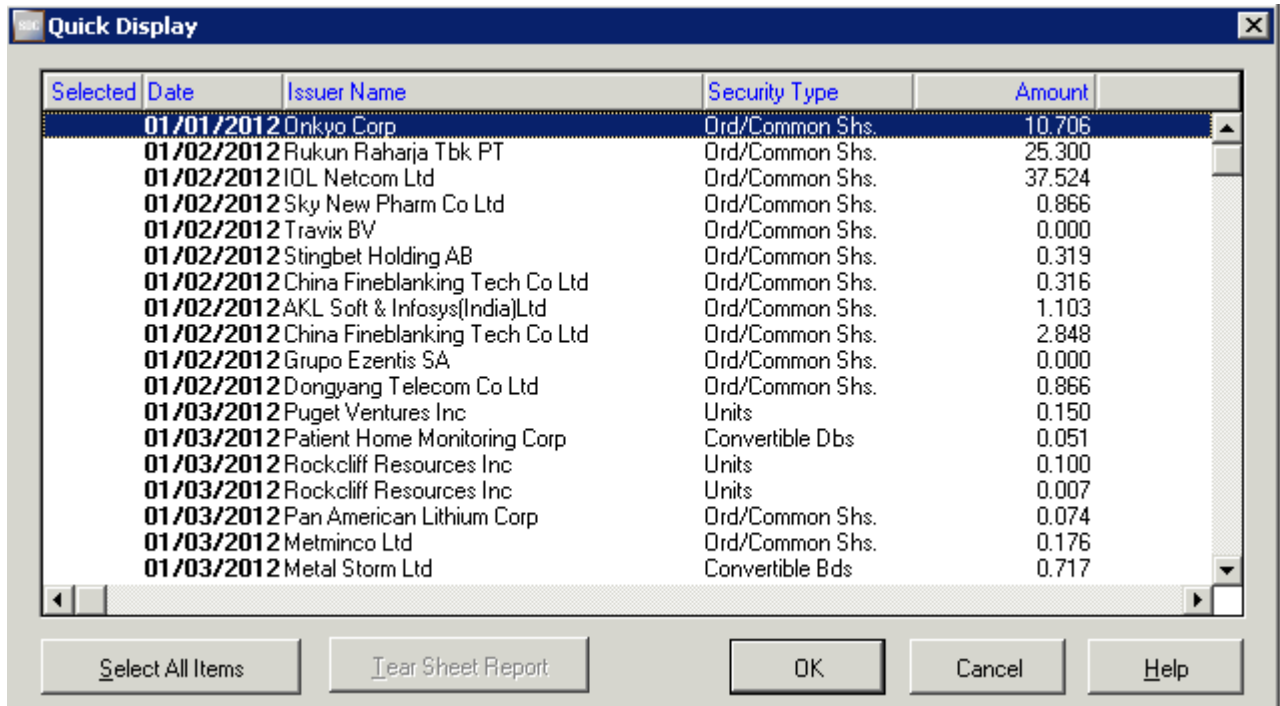 SDC Quick Display
Selected Date Issuer Name Security Type Amount
01/01/2012 Onkyo Corp Ord/Common Shs. 10.706
01/02/2012 Rukun Raharja Tbk PT Ord/Common Shs. 25.300
01/02/2012 IOL Netcom Ltd Ord/Common Shs. 37.524
01/02/2012 Sky New Pharm Co Ltd Ord/Common Shs. 0.866
01/02/2012 Travix BV Ord/Common Shs. 0.000
01/02/2012 Stingbet Holding AB Ord/Common Shs. 0.319
01/02/2012 China Fineblanking Tech Co Ltd Ord/Common Shs. 0.316
01/02/2012 AKL Soft & Infosys(India)Ltd Ord/Common Shs. 1.103
01/02/2012 China Fineblanking Tech Co Ltd Ord/Common Shs. 2.848
01/02/2012 Grupo Ezentis SA Ord/Common Shs. 0.000
01/02/2012 Dongyang Telecom Co Ltd Ord/Common Shs. 0.866
01/03/2012 Puget Ventures Inc Units 0.150
01/03/2012 Patient Home Monitoring Corp Convertible Dbs 0.051
01/03/2012 Rockcliff Resources Inc Units 0.100
01/03/2012 Rockcliff Resources Inc Units 0.007
01/03/2012 Pan American Lithium Corp Ord/Common Shs. 0.074
01/03/2012 Metminco Ltd Ord/Common Shs. 0.176
01/03/2012 Metal Storm Ltd Convertible Bds 0.717
Select All Items Tear Sheet Report OK Cancel Help